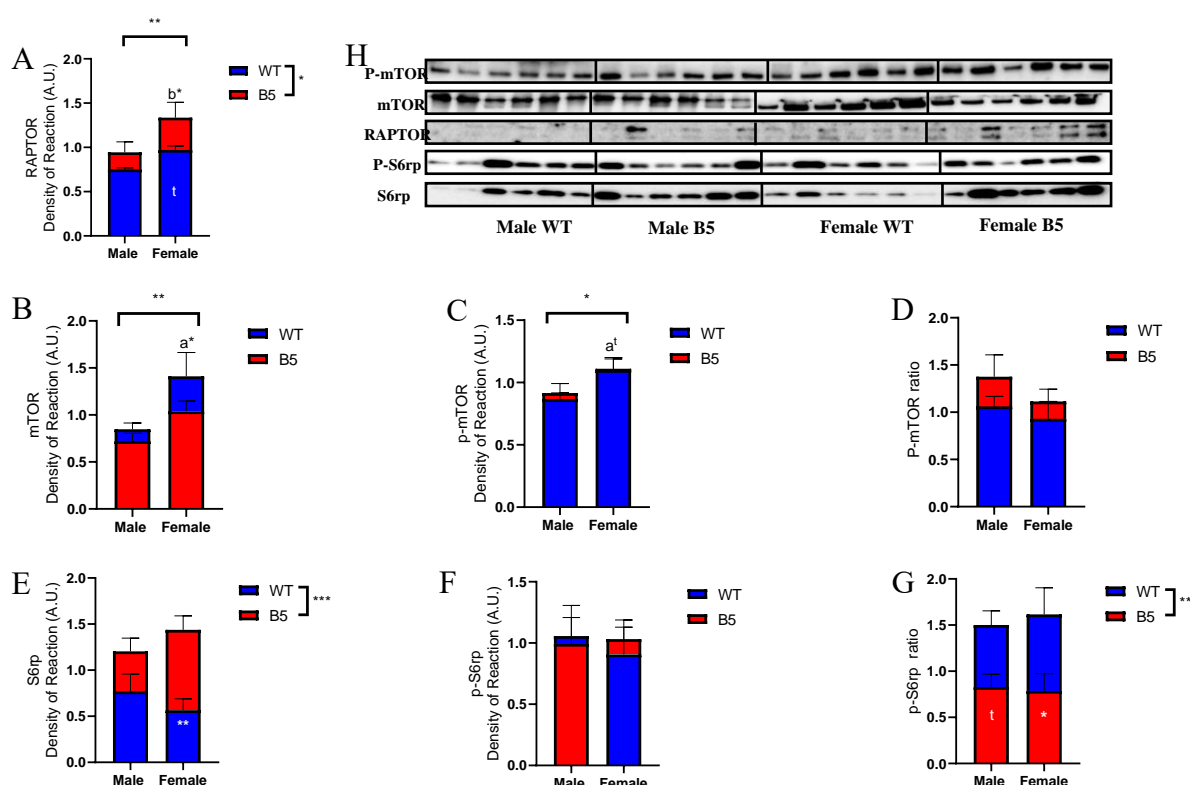 A
**
2.0
1.5
1.0
0.5
0.0
RAPTOR
Density of Reaction (A.U.)
b*
t
Male Female
WT
B5
*
H
P-mTOR
mTOR
RAPTOR
P-S6rp
S6rp
Male WT Male B5 Female WT Female B5
B
**
2.0
1.5
1.0
0.5
0.0
mTOR
Density of Reaction (A.U.)
a*
Male Female
WT
B5
C
*
1.5
1.0
0.5
0.0
p-mTOR
Density of Reaction (A.U.)
aᵗ
Male Female
WT
B5
D
2.0
1.5
1.0
0.5
0.0
P-mTOR ratio
Male Female
WT
B5
E
2.0
1.5
1.0
0.5
0.0
S6rp
Density of Reaction (A.U.)
**
Male Female
WT
B5
***
F
1.5
1.0
0.5
0.0
p-S6rp
Density of Reaction (A.U.)
Male Female
WT
B5
G
2.0
1.5
1.0
0.5
0.0
p-S6rp ratio
t
*
Male Female
WT
B5
**